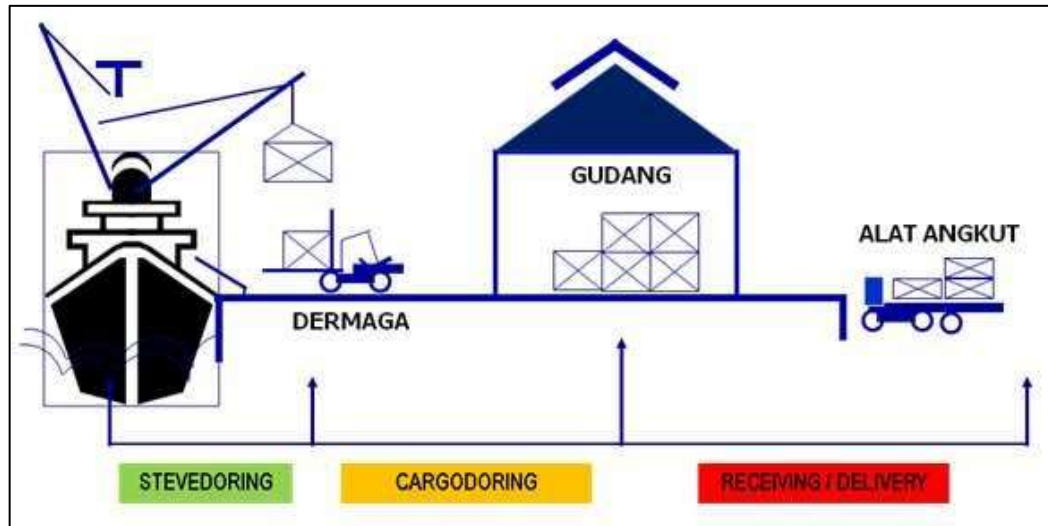 GUDANG
ALAT ANGKUT
DERMAGA
STEVEDORING
CARGODORING
RECEIVING / DELIVERY